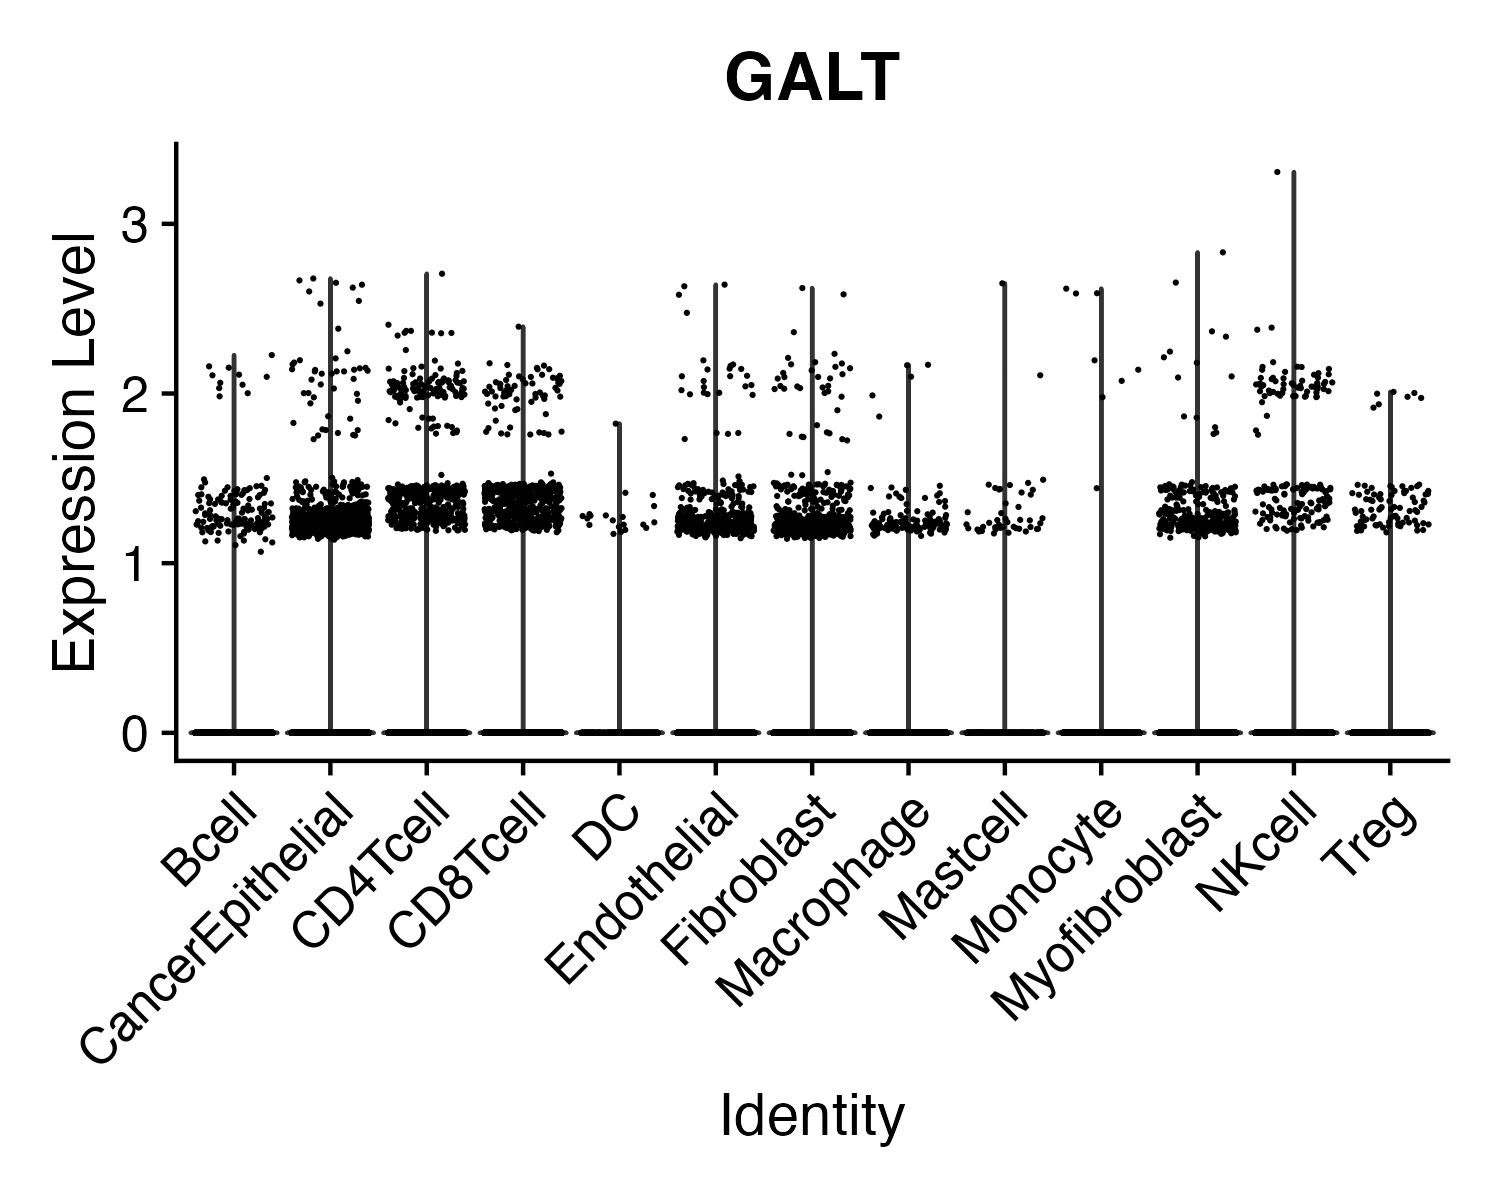 GALT
Expression Level
3
2
1
0
Bcell
CancerEpithelial
CD4Tcell
CD8Tcell
DC
Endothelial
Fibroblast
Macrophage
Mastcell
Monocyte
Myofibroblast
NKcell
Treg
Identity